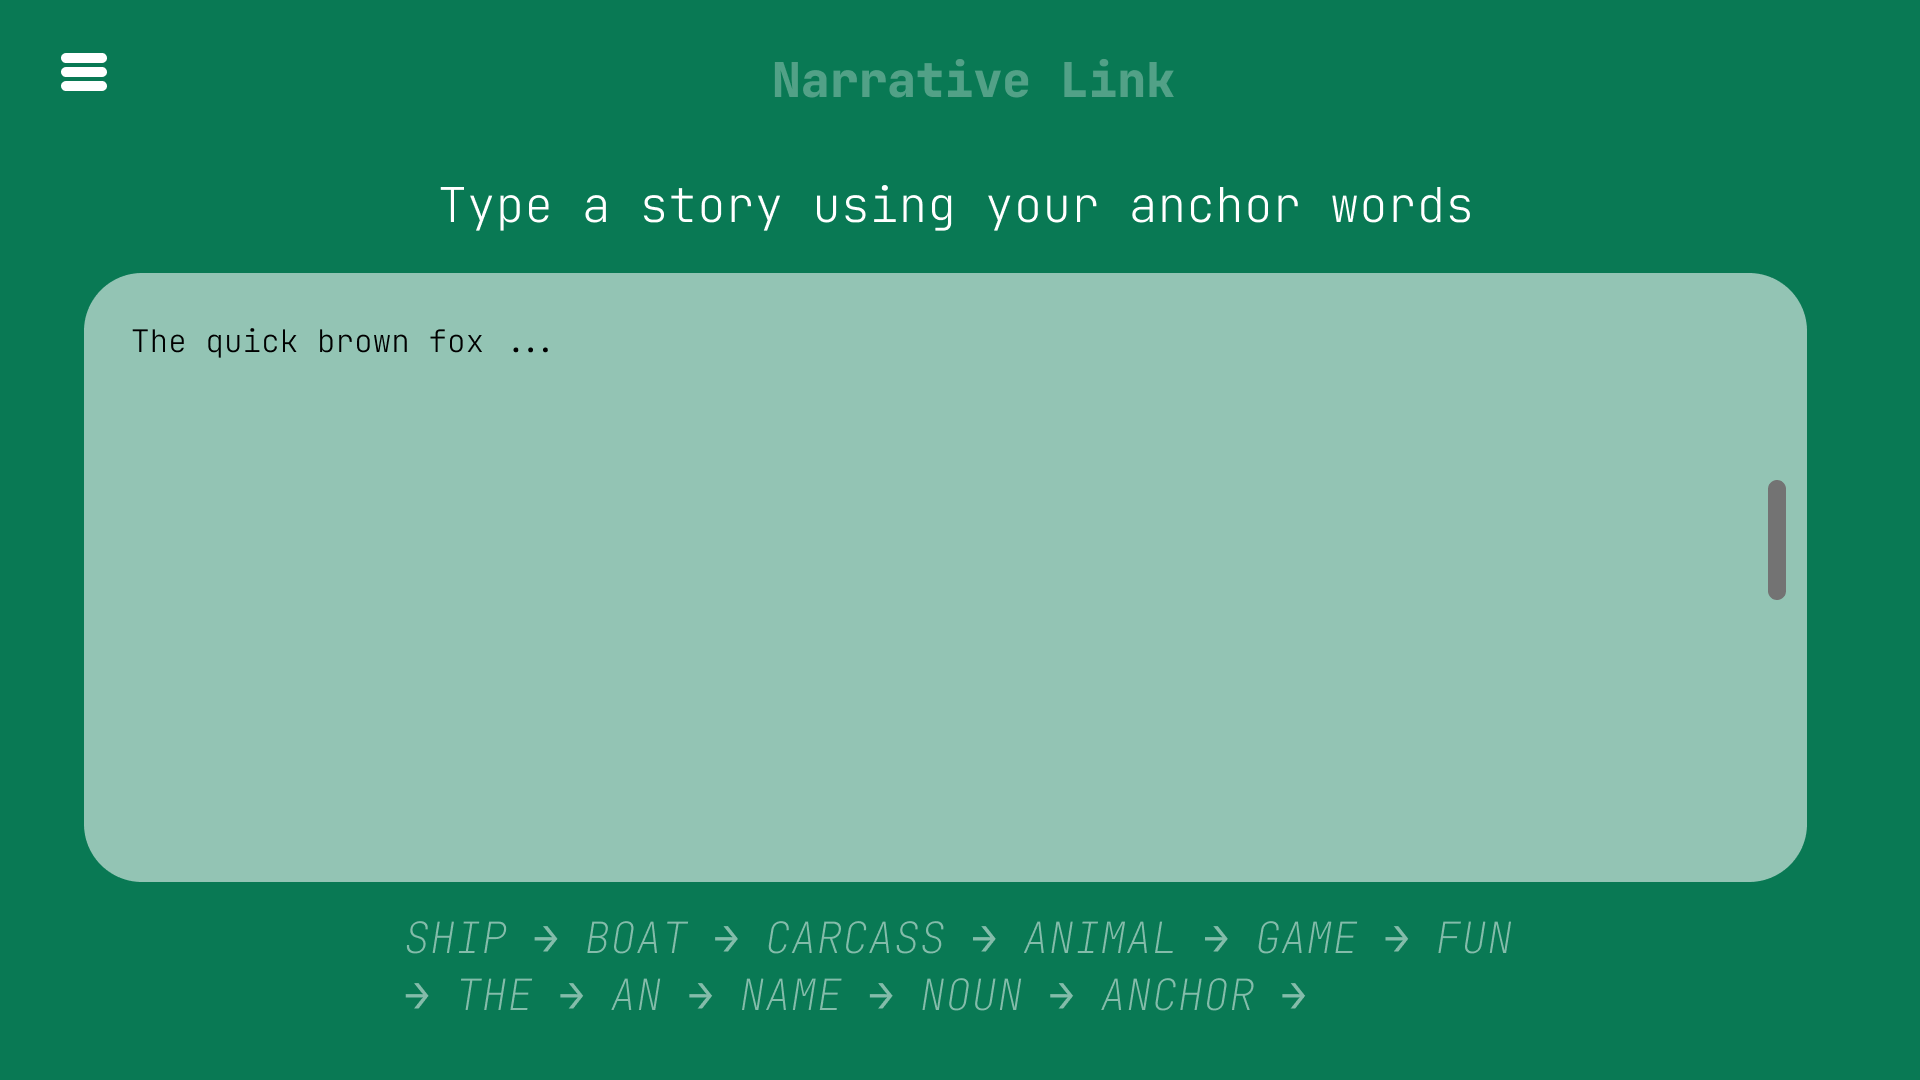 Narrative Link
Type a story using your anchor words
The quick brown fox ...
SHIP → BOAT → CARCASS → ANIMAL → GAME → FUN
→ THE → AN → NAME → NOUN → ANCHOR →